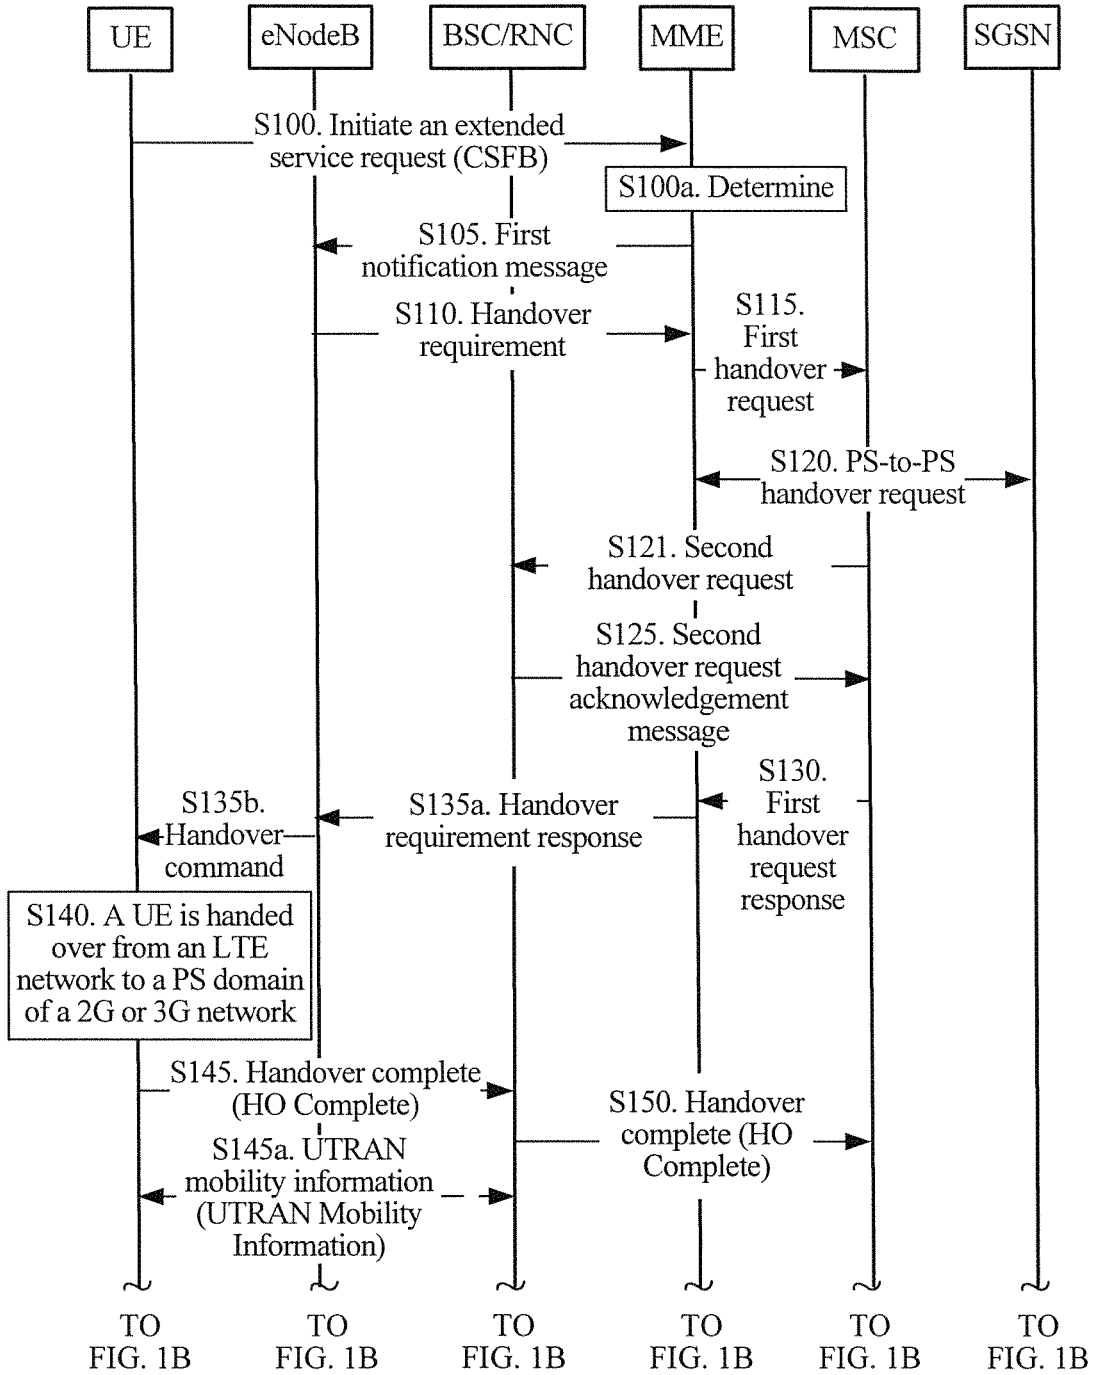 UE
eNodeB
BSC/RNC
MME
MSC
SGSN
S100. Initiate an extended
service request (CSFB)
S100a. Determine
S105. First
notification message
S110. Handover
requirement
S115.
First
handover
request
S120. PS-to-PS
handover request
S121. Second
handover request
S125. Second
handover request
acknowledgement
message
S130.
First
handover
request
response
S135a. Handover
requirement response
S135b.
Handover
command
S140. A UE is handed
over from an LTE
network to a PS domain
of a 2G or 3G network
S145. Handover complete
(HO Complete)
S150. Handover
complete (HO
Complete)
S145a. UTRAN
mobility information
(UTRAN Mobility
Information)
TO
FIG. 1B
TO
FIG. 1B
TO
FIG. 1B
TO
FIG. 1B
TO
FIG. 1B
TO
FIG. 1B